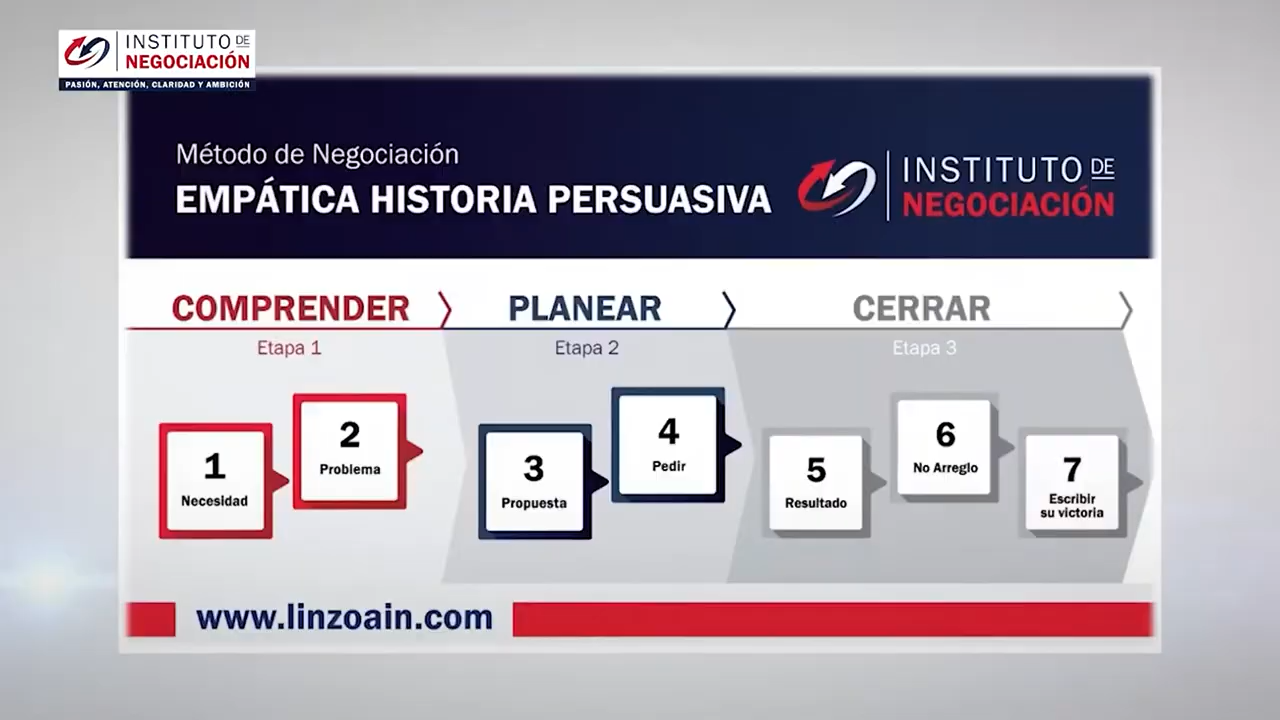 INSTITUTO DE
NEGOCIACIÓN
PASIÓN, ATENCIÓN, CLARIDAD Y AMBICIÓN
Método de Negociación
EMPÁTICA HISTORIA PERSUASIVA
INSTITUTO DE
NEGOCIACIÓN
COMPRENDER
PLANEAR
CERRAR
Etapa 1
Etapa 2
Etapa 3
1
Necesidad
2
Problema
3
Propuesta
4
Pedir
5
Resultado
6
No Arreglo
7
Escribir
su victoria
www.linzoain.com